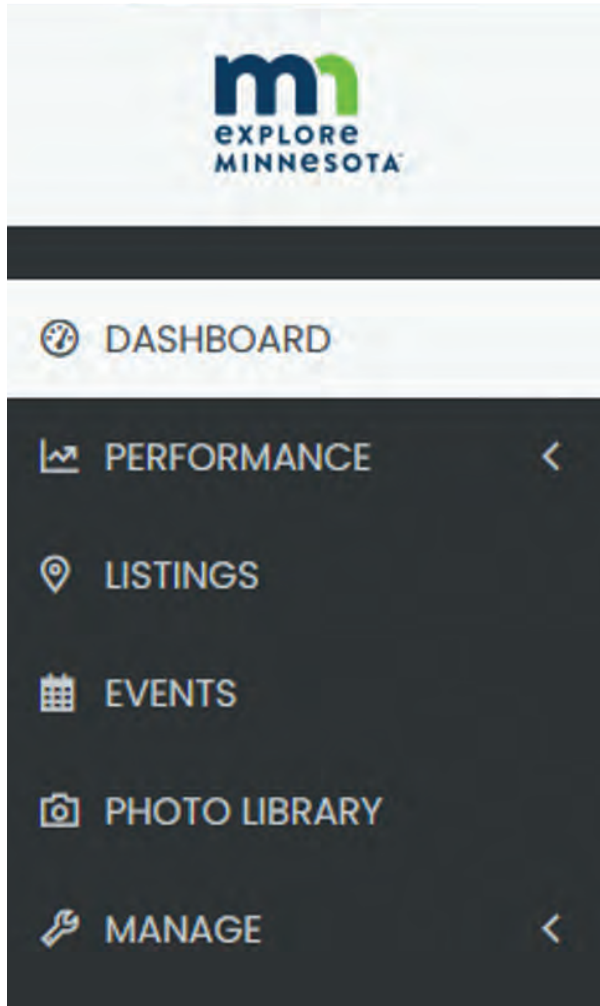 mn
exPLORe
MINNeSOTA
DASHBOARD
PERFORMANCE
LISTINGS
EVENTS
PHOTO LIBRARY
MANAGE